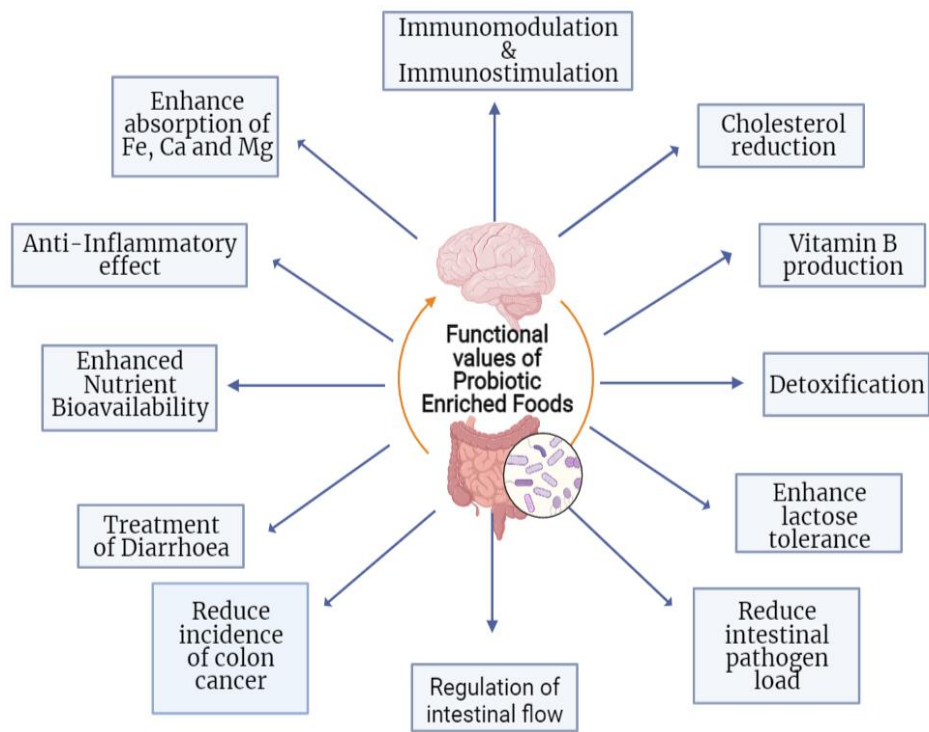 Immunomodulation
&
Immunostimulation
Enhance
absorption of
Fe, Ca and Mg
Cholesterol
reduction
Anti-Inflammatory
effect
Vitamin B
production
Functional
values of
Probiotic
Enriched Foods
Enhanced
Nutrient
Bioavailability
Detoxification
Treatment
of Diarrhoea
Enhance
lactose
tolerance
Reduce
incidence
of colon
cancer
Regulation of
intestinal flow
Reduce
intestinal
pathogen
load